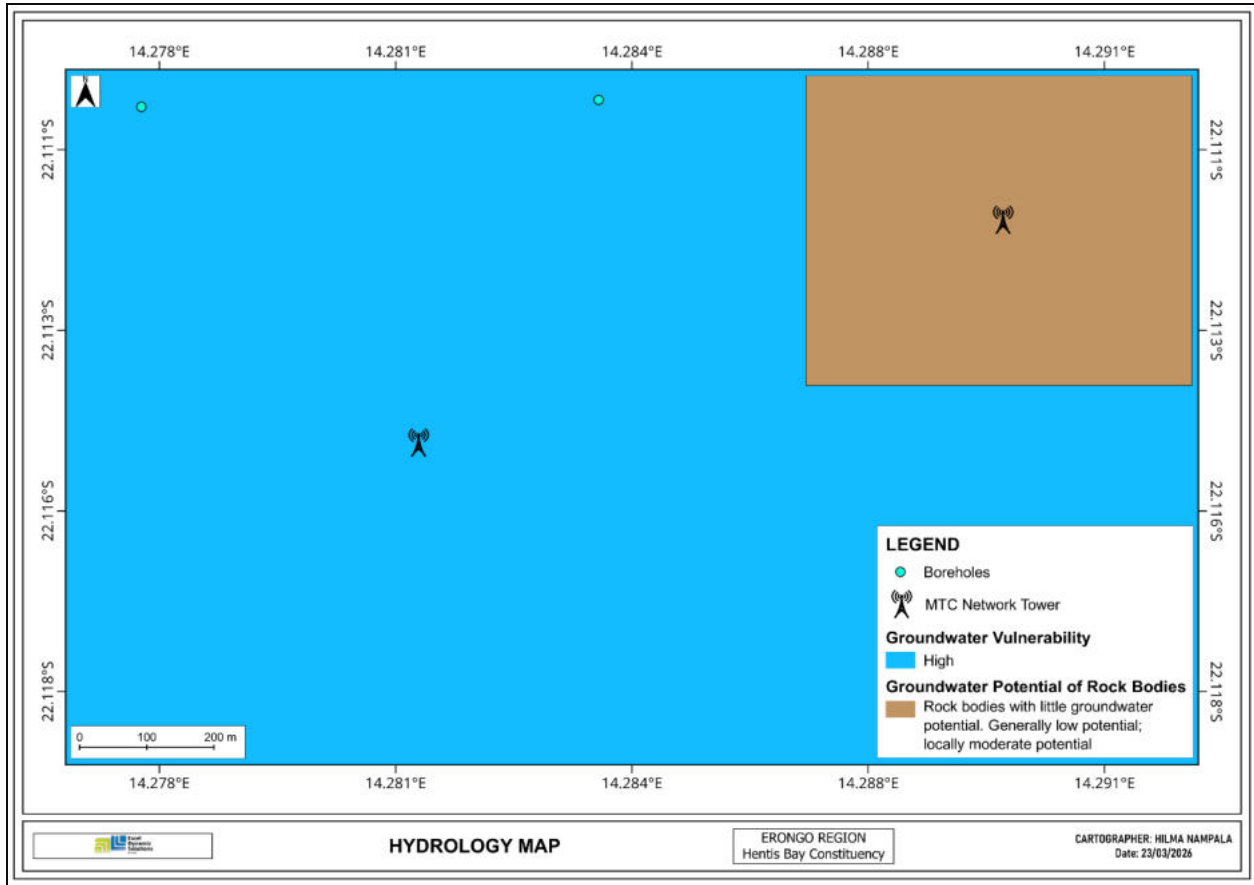 14.278°E 14.281°E 14.284°E 14.288°E 14.291°E
22.111°S 22.111°S
22.113°S 22.113°S
22.116°S 22.116°S
22.118°S 22.118°S
LEGEND
Boreholes
MTC Network Tower
Groundwater Vulnerability
High
Groundwater Potential of Rock Bodies
Rock bodies with little groundwater
potential. Generally low potential;
locally moderate potential
0 100 200 m
14.278°E 14.281°E 14.284°E 14.288°E 14.291°E
Excel
Dynamic
Solutions
HYDROLOGY MAP
ERONGO REGION
Hentis Bay Constituency
CARTOGRAPHER: HILMA NAMPALA
Date: 23/03/2026